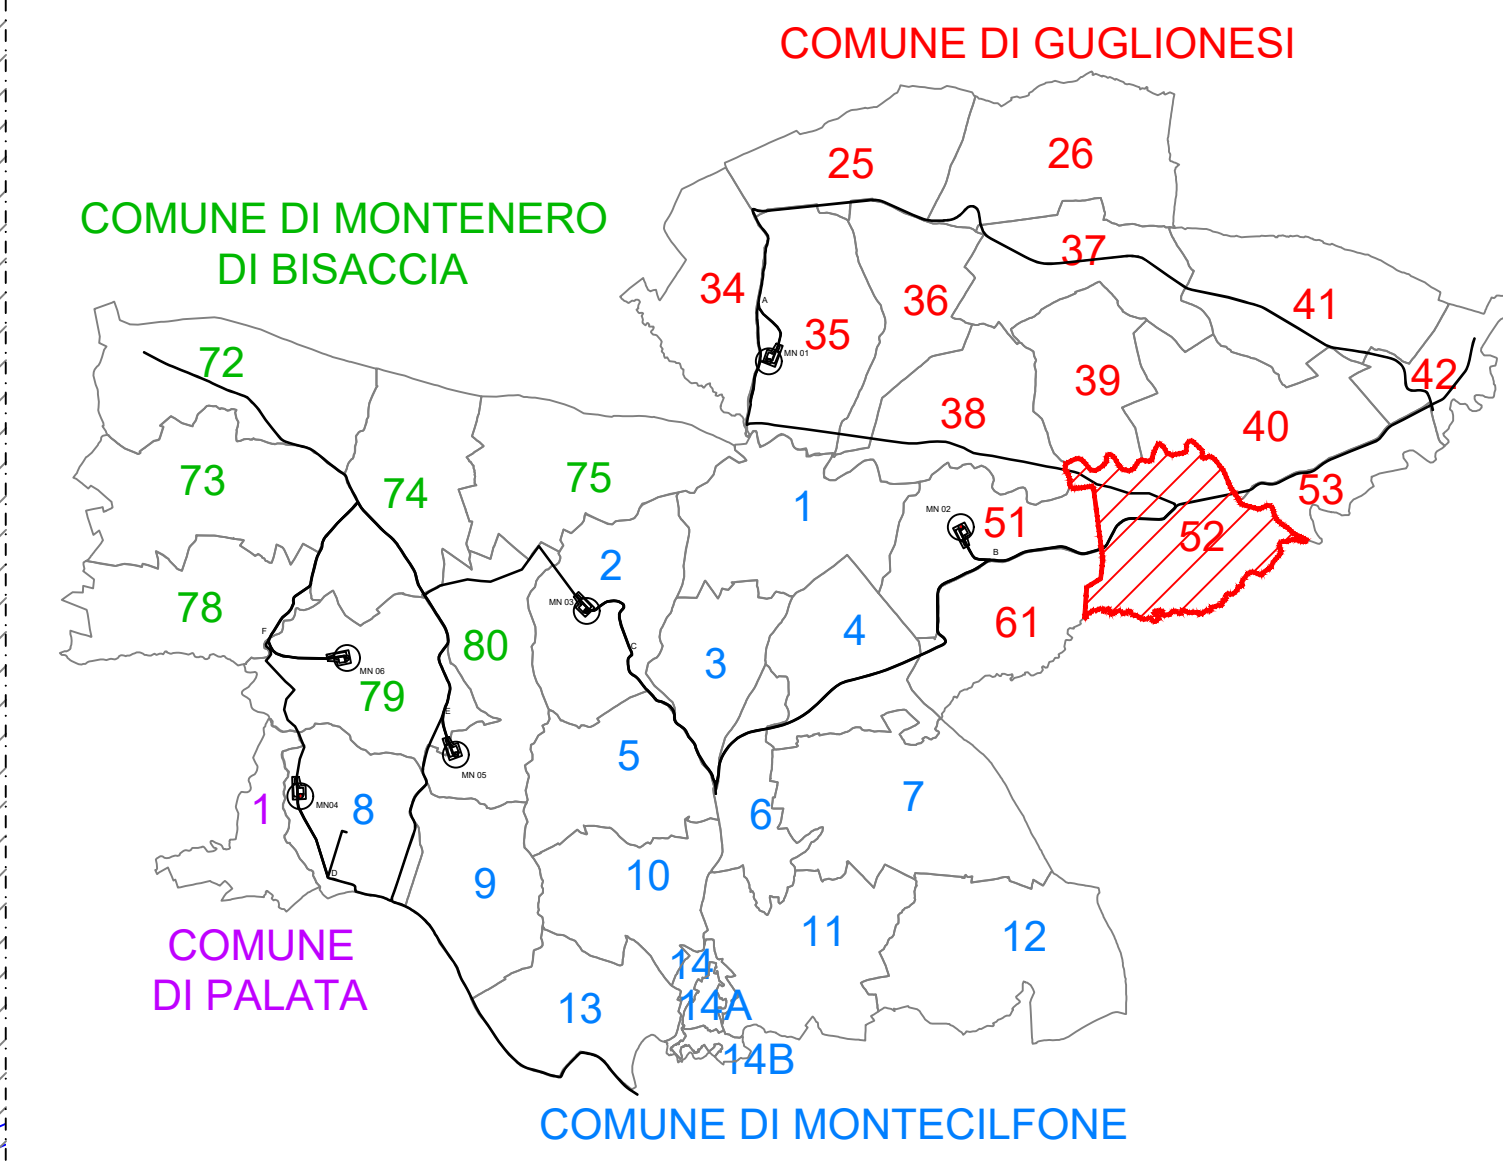 COMUNE DI GUGLIONESI
25
26
COMUNE DI MONTENERO
DI BISACCIA
37
34
36
41
A
35
MN 01
72
42
39
38
40
73
75
74
53
1
MN 02
51
52
B
2
78
MN 03
61
4
F
80
C
3
MN 06
79
E
5
MN 05
7
1
MN04
8
6
D
10
9
11
12
COMUNE
DI PALATA
14
13
14A
14B
COMUNE DI MONTECILFONE